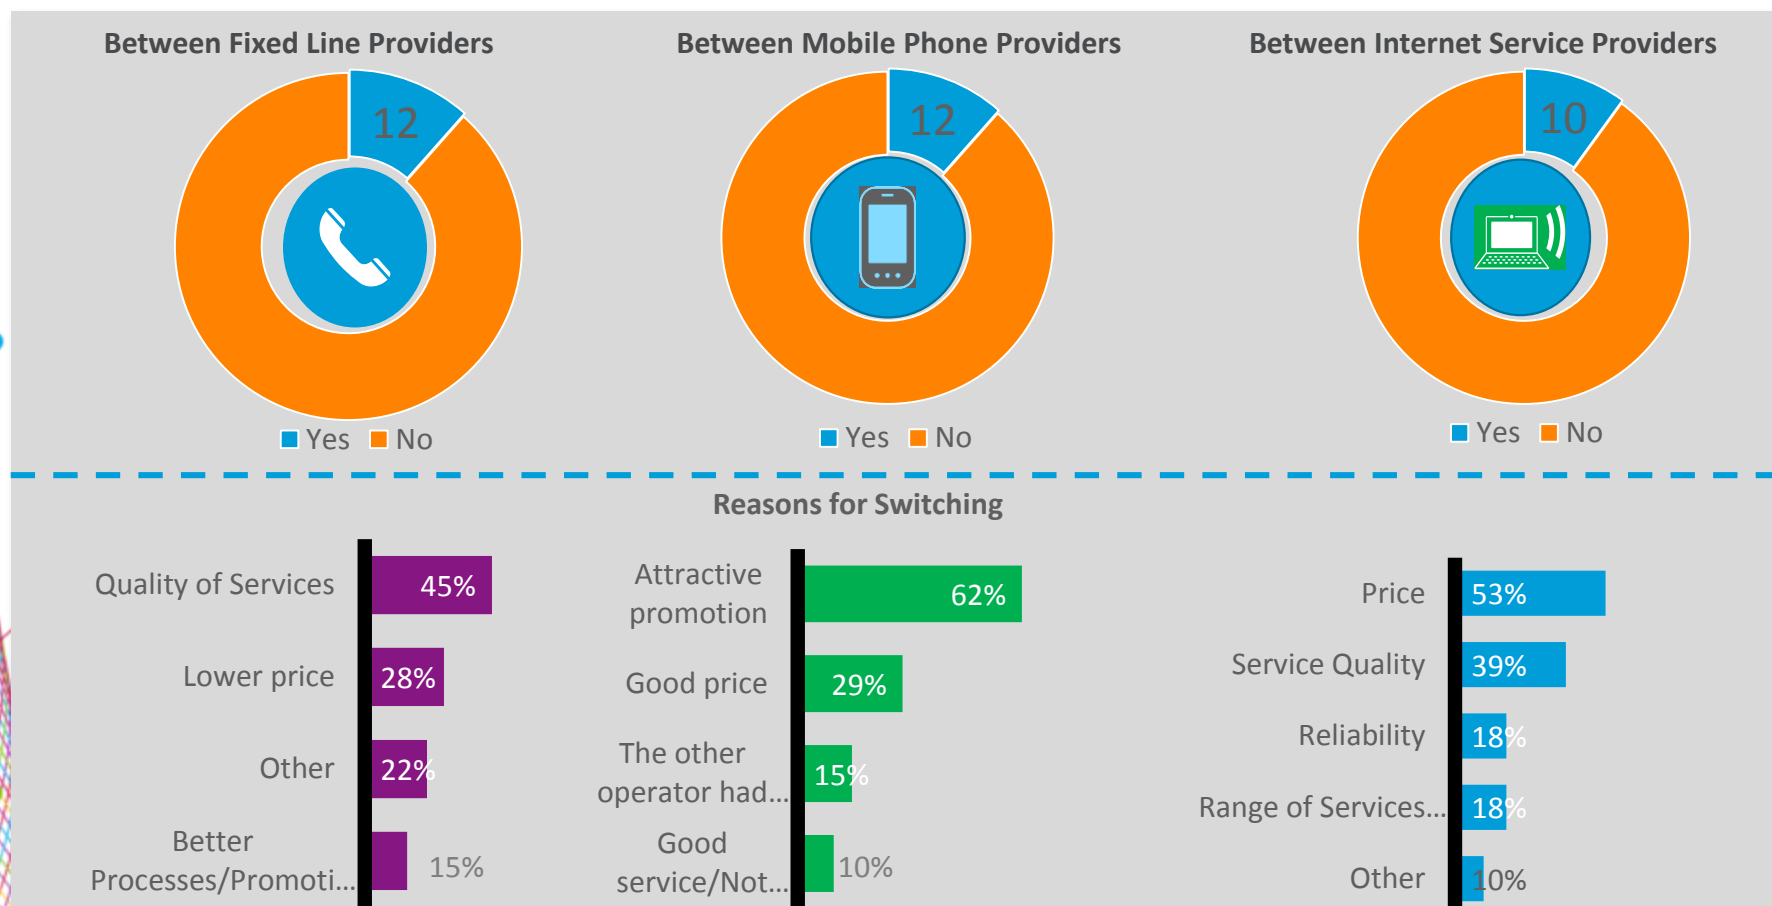 Between Fixed Line Providers
Between Mobile Phone Providers
Between Internet Service Providers
12
12
10
Yes No
Yes No
Yes No
Reasons for Switching
Quality of Services
45%
Lower price
28%
Other
22%
Better
Processes/Promoti...
15%
Attractive
promotion
62%
Good price
29%
The other
operator had...
15%
Good
service/Not...
10%
Price
53%
Service Quality
39%
Reliability
18%
Range of Services...
18%
Other
10%